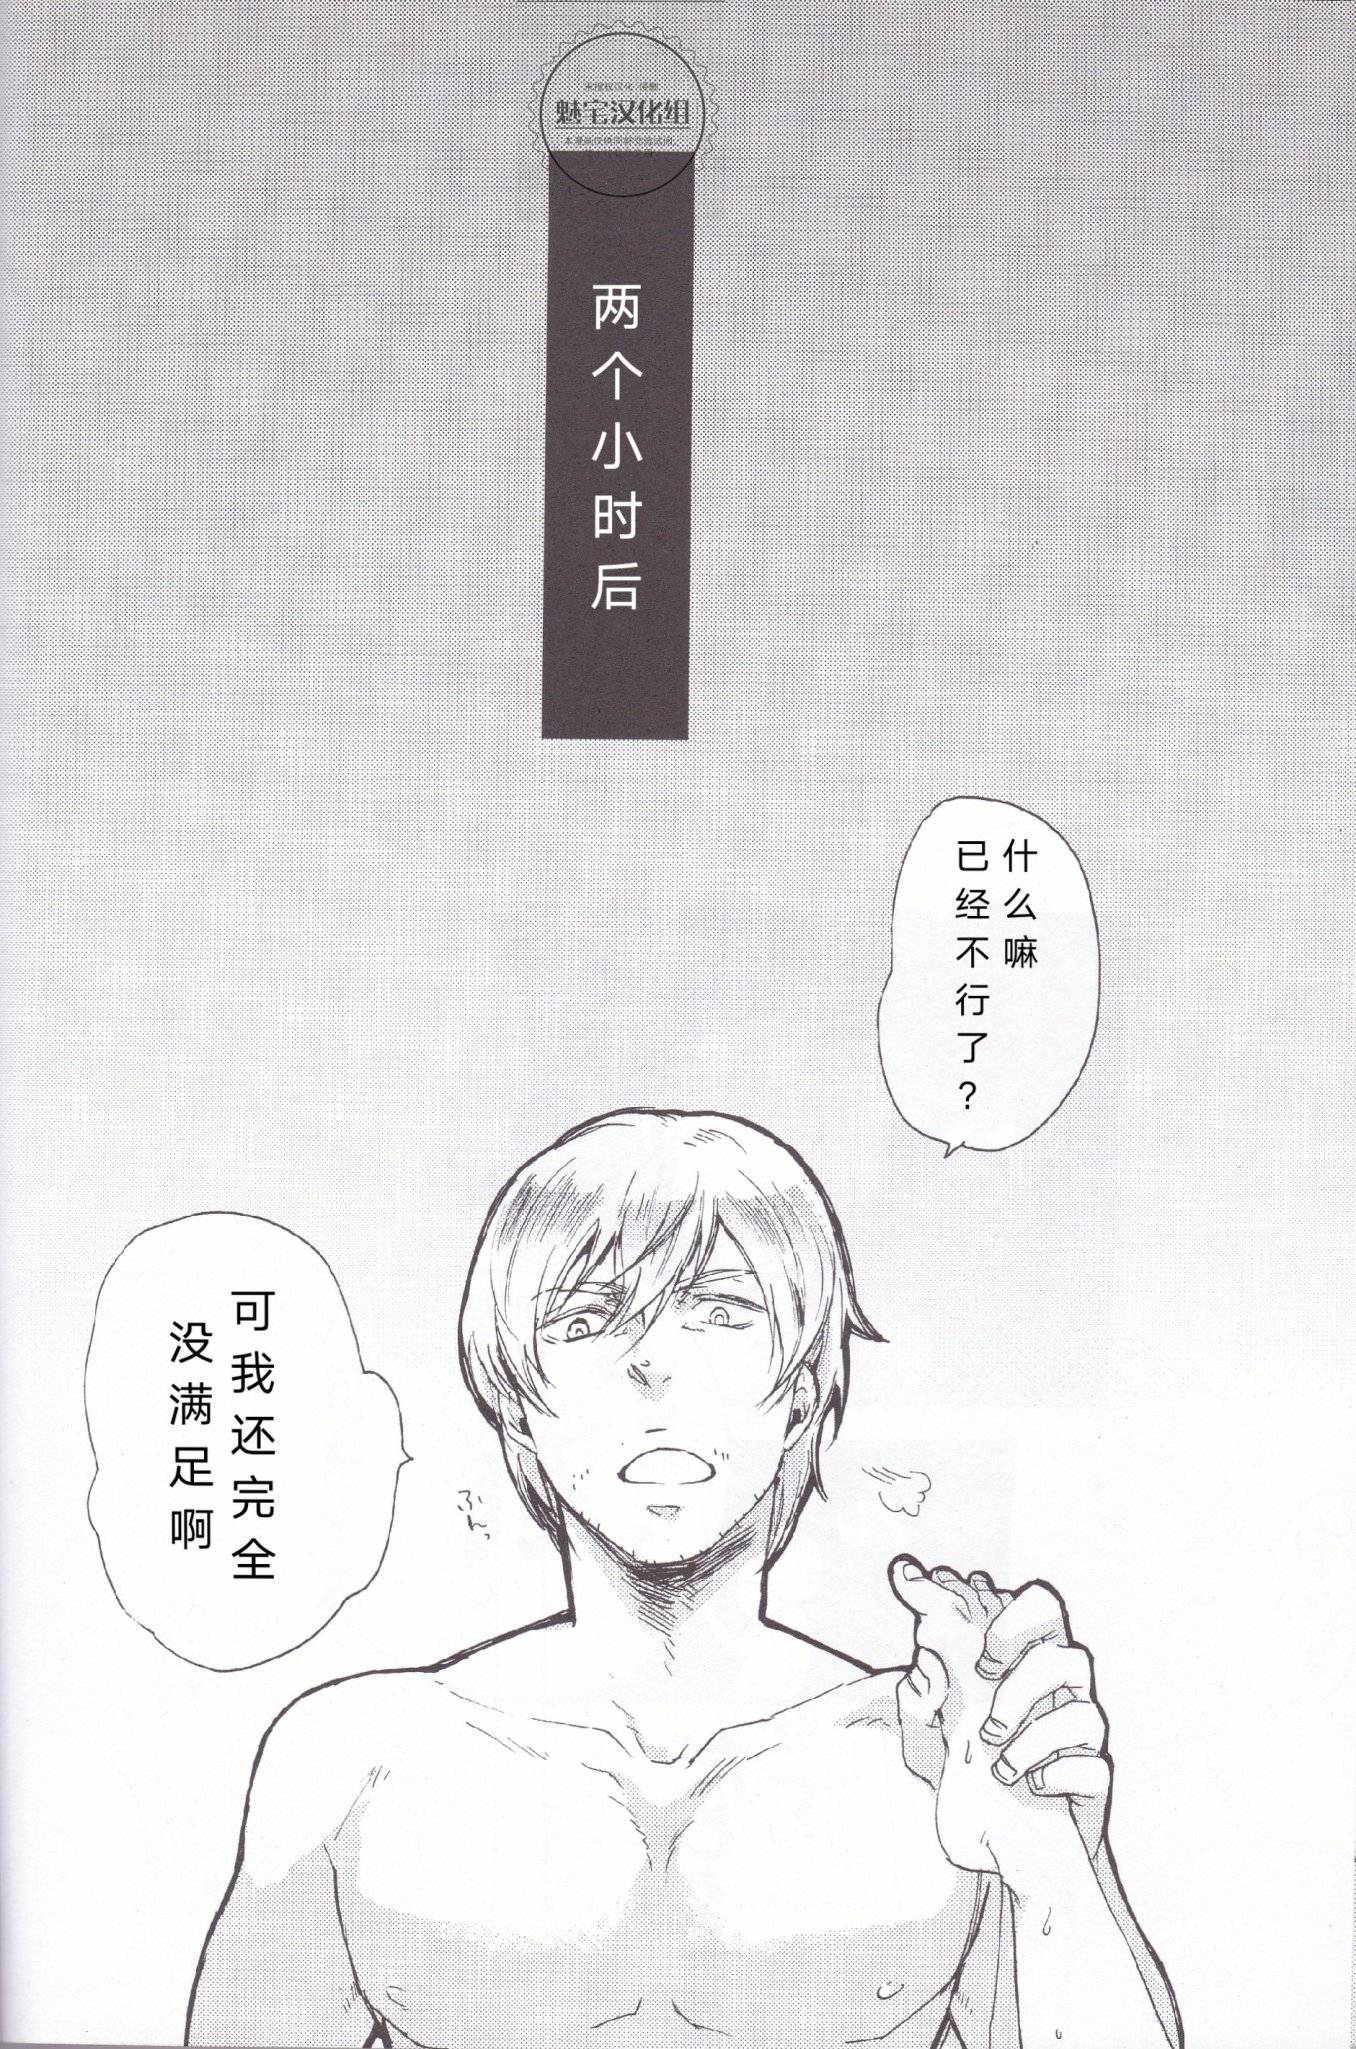 魅宅汉化组
两个小时后
什么嘛
已经不行了?
可我还完全
没满足啊
ふんっ